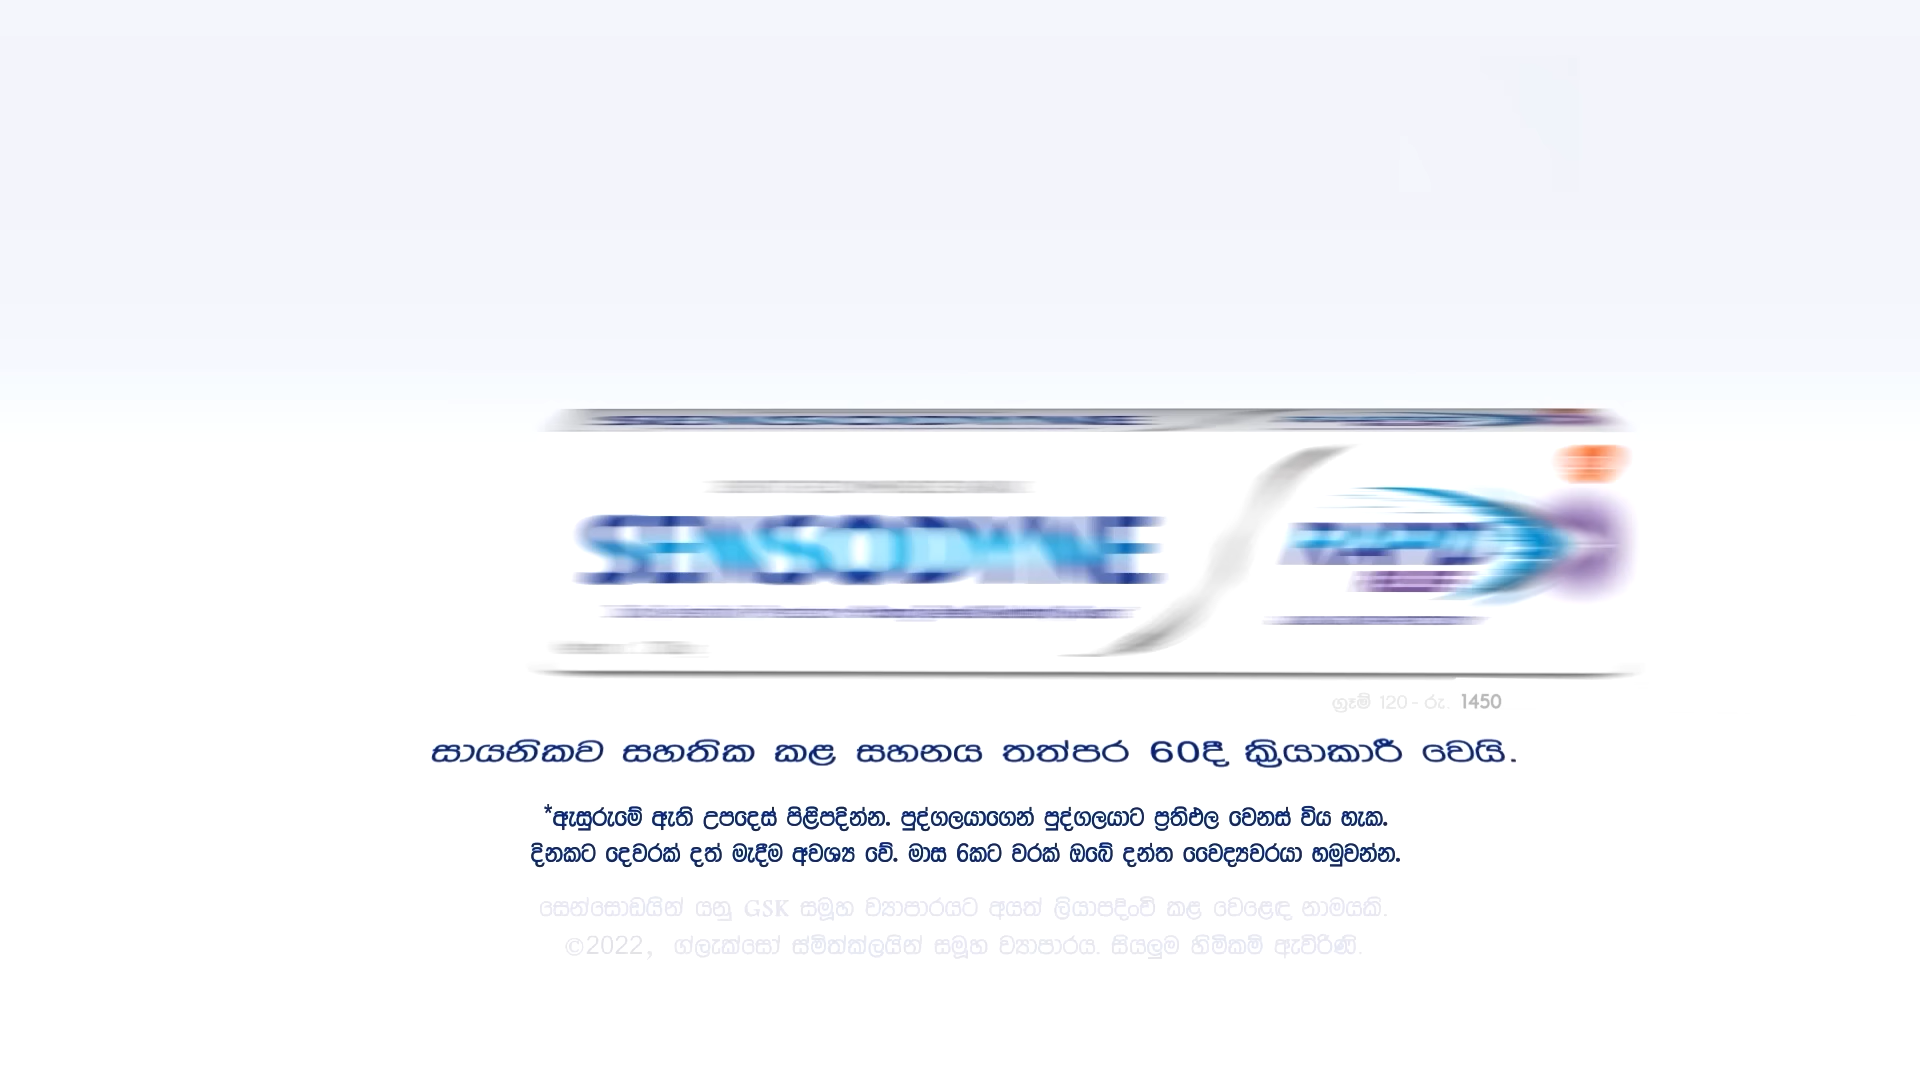 SENSODYNE
RAPID
ග්‍රෑම් 120 - රු. 1450
සායනිකව සහතික කළ සහනය තත්පර 60දී ක්‍රියාකාරී වෙයි.
*ඇසුරුමේ ඇති උපදෙස් පිළිපදින්න. පුද්ගලයාගෙන් පුද්ගලයාට ප්‍රතිඵල වෙනස් විය හැක.
දිනකට දෙවරක් දත් මැදීම අවශ්‍ය වේ. මාස 6කට වරක් ඔබේ දන්ත වෛද්‍යවරයා හමුවන්න.
සෙන්සොඩයින් යනු GSK සමූහ ව්‍යාපාරයට අයත් ලියාපදිංචි කළ වෙළෙඳ නාමයකි.
©2022, ග්ලැක්සෝ ස්මිත්ක්ලයින් සමූහ ව්‍යාපාරය. සියලුම හිමිකම් ඇවිරිණි.